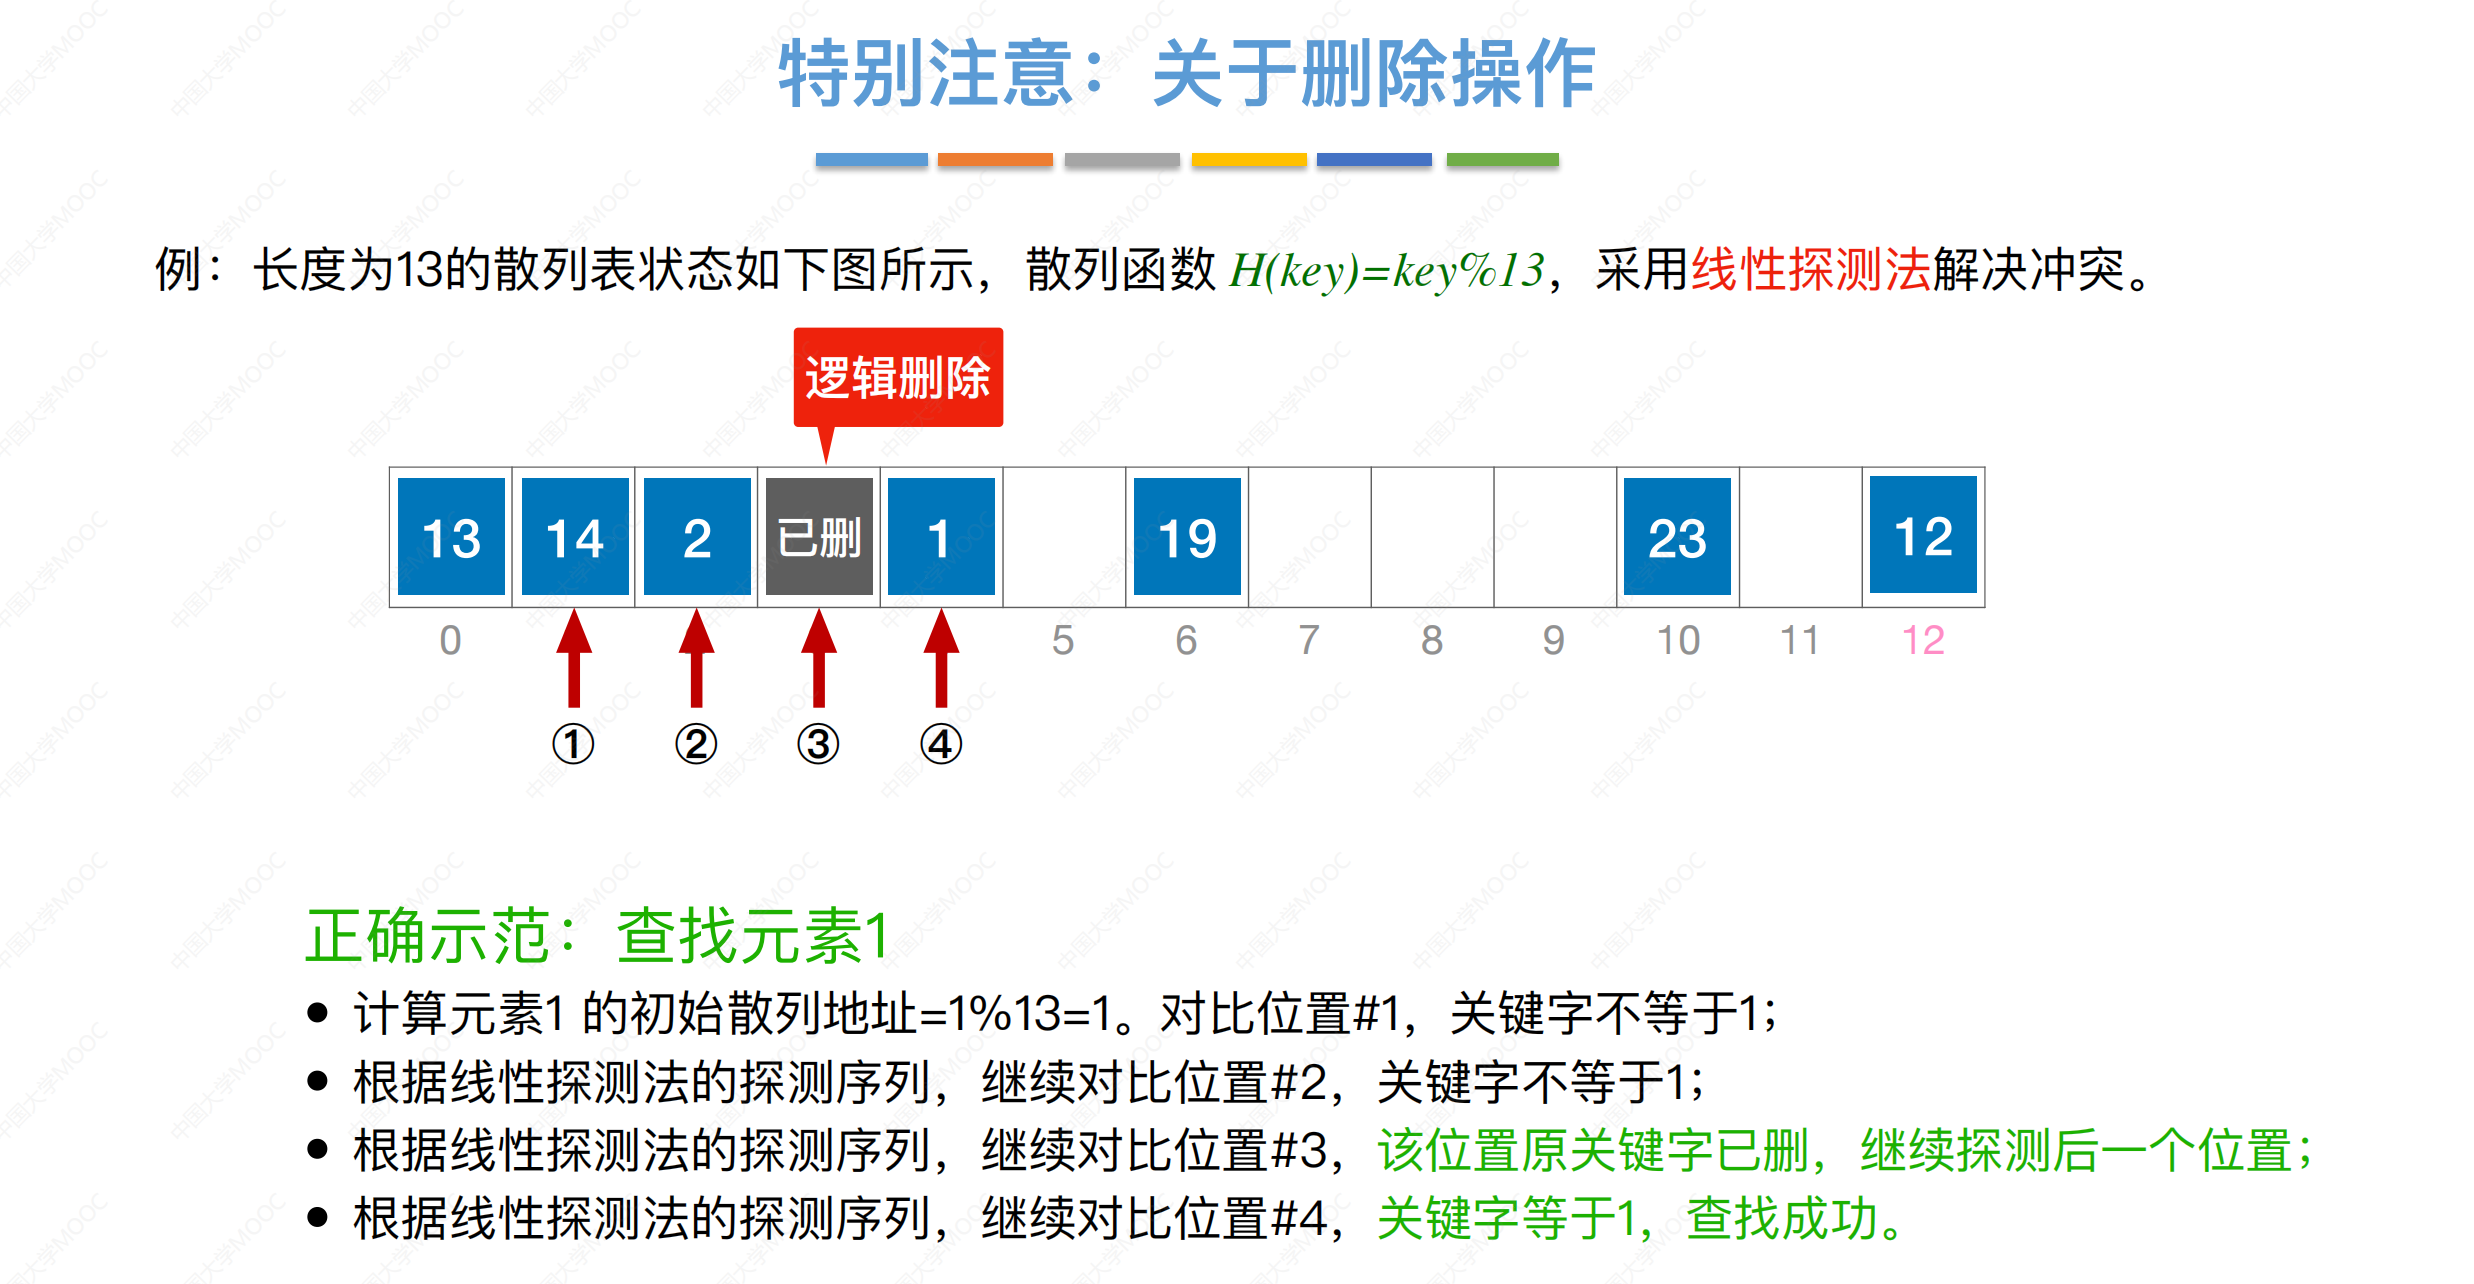 特别注意：关于删除操作
例：长度为13的散列表状态如下图所示，散列函数 H(key)=key%13，采用线性探测法解决冲突。
逻辑删除
13 14 2 已删 1 19 23 12
0 5 6 7 8 9 10 11 12
① ② ③ ④
正确示范：查找元素1
• 计算元素1 的初始散列地址=1%13=1。对比位置#1，关键字不等于1；
• 根据线性探测法的探测序列，继续对比位置#2，关键字不等于1；
• 根据线性探测法的探测序列，继续对比位置#3，该位置原关键字已删，继续探测后一个位置；
• 根据线性探测法的探测序列，继续对比位置#4，关键字等于1，查找成功。
中国大学MOOC